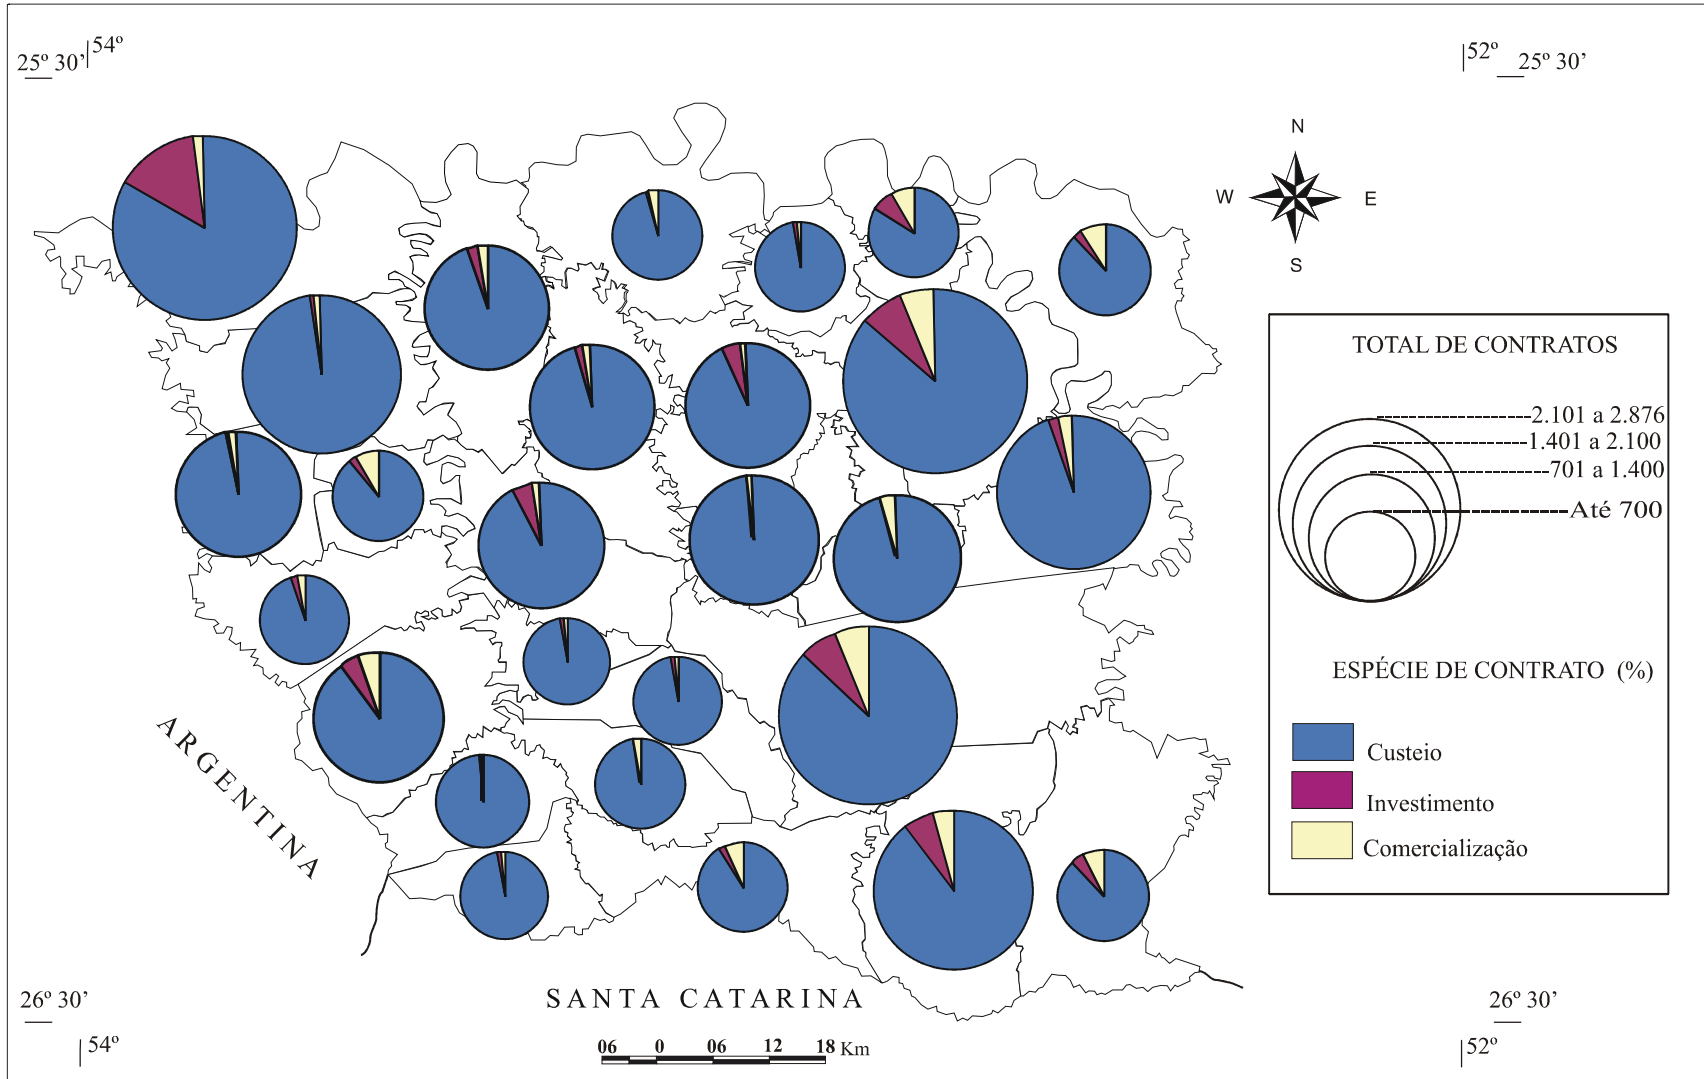 54º
25º 30’
52º
25º 30’
N
W
E
S
TOTAL DE CONTRATOS
2.101 a 2.876
1.401 a 2.100
701 a 1.400
Até 700
ESPÉCIE DE CONTRATO (%)
Custeio
Investimento
Comercialização
ARGENTINA
SANTA CATARINA
26º 30’
54º
26º 30’
52º
06 0 06 12 18 Km